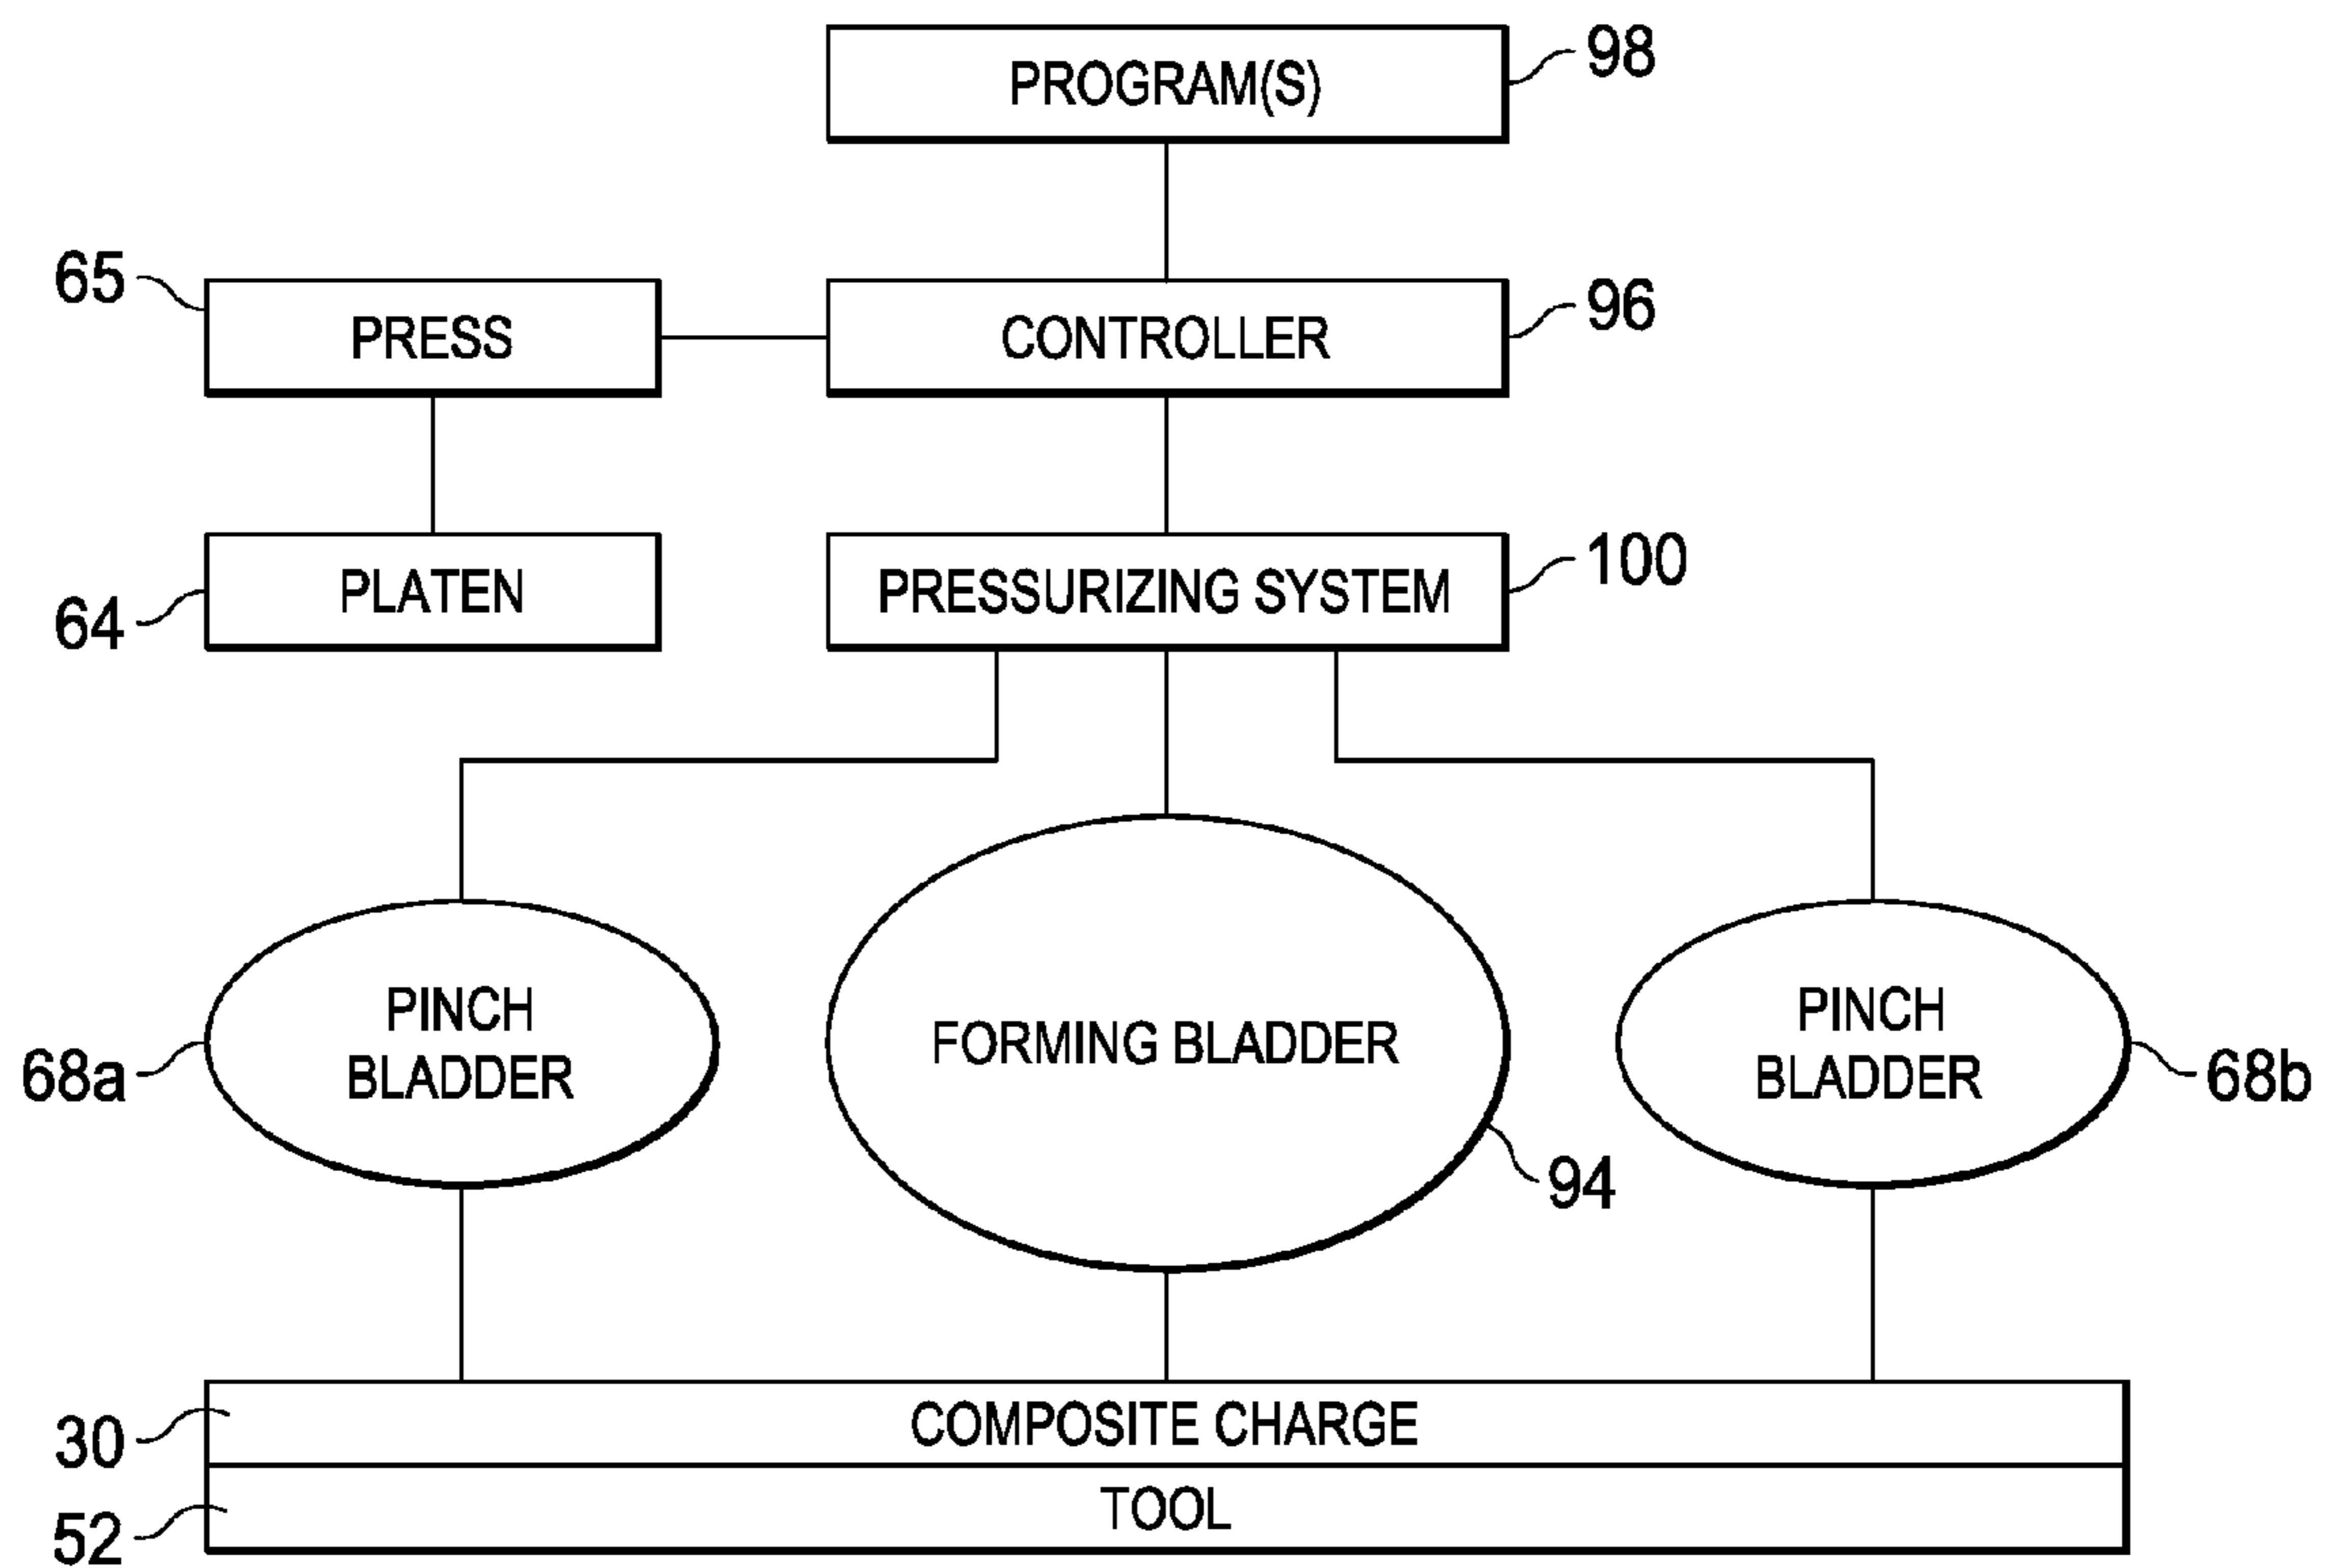 PROGRAM(S)
98
65
PRESS
CONTROLLER
96
64
PLATEN
PRESSURIZING SYSTEM
100
68a
PINCH
BLADDER
FORMING BLADDER
94
PINCH
BLADDER
68b
30
COMPOSITE CHARGE
52
TOOL